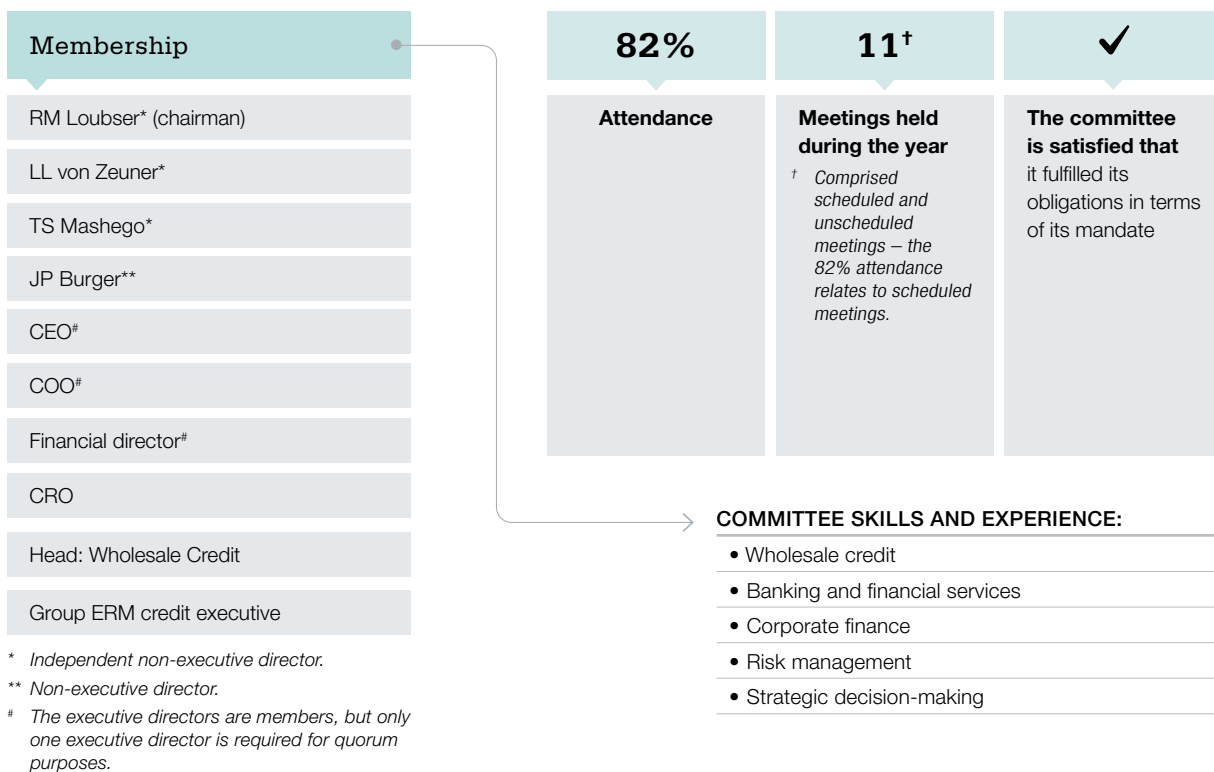 Membership
RM Loubser* (chairman)
LL von Zeuner*
TS Mashego*
JP Burger**
CEO#
COO#
Financial director#
CRO
Head: Wholesale Credit
Group ERM credit executive
* Independent non-executive director.
** Non-executive director.
# The executive directors are members, but only
one executive director is required for quorum
purposes.
82%
Attendance
11†
Meetings held
during the year
† Comprised
scheduled and
unscheduled
meetings – the
82% attendance
relates to scheduled
meetings.
✓
The committee
is satisfied that
it fulfilled its
obligations in terms
of its mandate
COMMITTEE SKILLS AND EXPERIENCE:
• Wholesale credit
• Banking and financial services
• Corporate finance
• Risk management
• Strategic decision-making